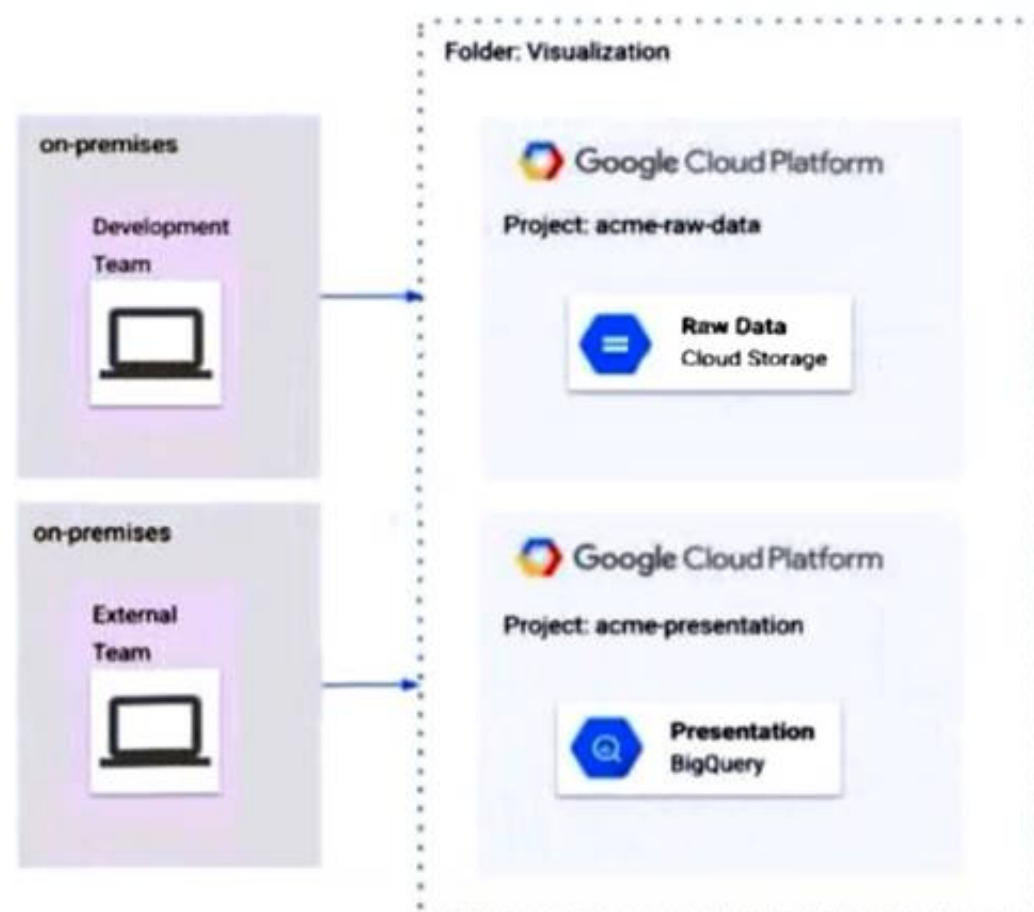 Folder: Visualization
on-premises
Development
Team
Google Cloud Platform
Project: acme-raw-data
Raw Data
Cloud Storage
on-premises
External
Team
Google Cloud Platform
Project: acme-presentation
Presentation
BigQuery